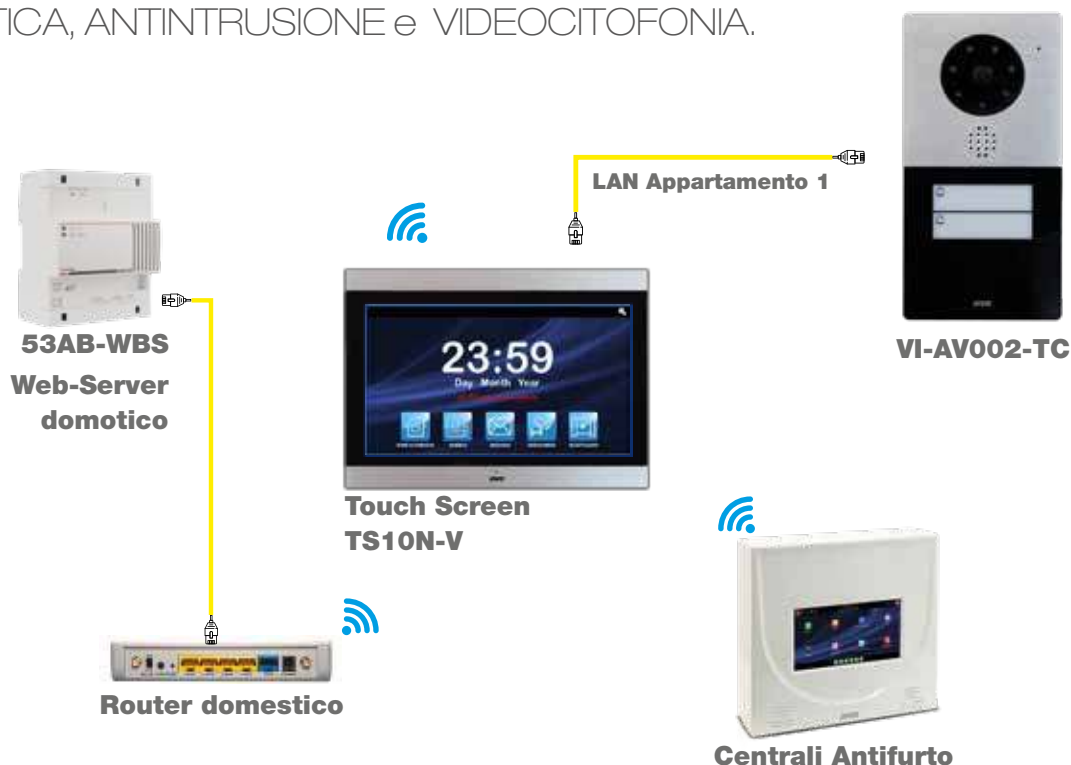 TICA, ANTINTRUSIONE e VIDEOCITOFONIA.
LAN Appartamento 1
53AB-WBS
Web-Server
domotico
23:59
Day Month Year
VI-AV002-TC
Touch Screen
TS10N-V
Router domestico
Centrali Antifurto